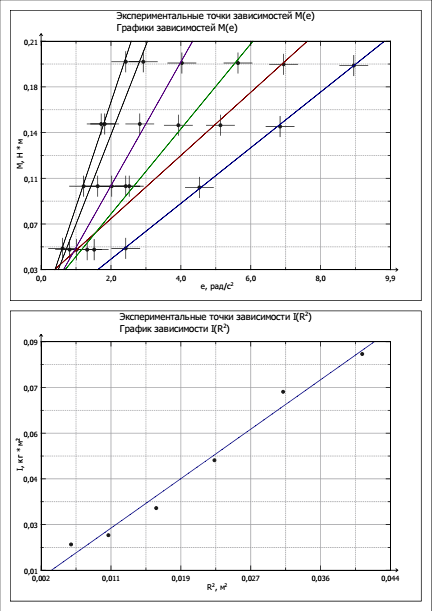 Экспериментальные точки зависимостей M(e)
Графики зависимостей M(e)
0,21
0,18
0,14
0,11
0,07
0,03
M, Н * м
0,0 2,0 4,0 6,0 8,0 9,9
e, рад/с²
Экспериментальные точки зависимости I(R²)
График зависимости I(R²)
0,09
0,07
0,06
0,04
0,03
0,01
I, кг * м²
0,002 0,011 0,019 0,027 0,036 0,044
R², м²